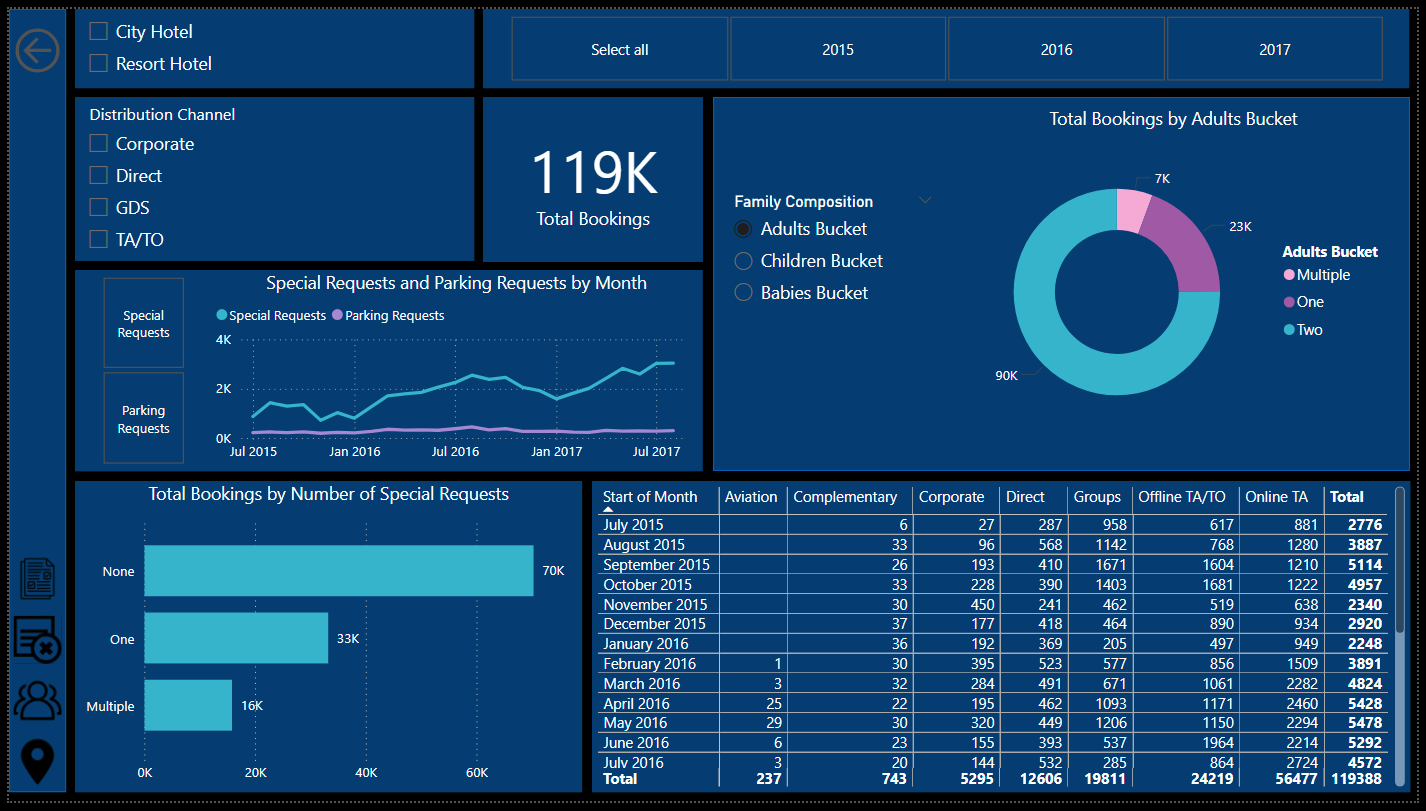 City Hotel
Resort Hotel
Select all 2015 2016 2017
Distribution Channel
Corporate
Direct
GDS
TA/TO
119K
Total Bookings
Total Bookings by Adults Bucket
Family Composition
Adults Bucket
Children Bucket
Babies Bucket
7K
23K
90K
Adults Bucket
Multiple
One
Two
Special Requests
Parking Requests
Special Requests and Parking Requests by Month
Special Requests Parking Requests
4K
2K
0K
Jul 2015 Jan 2016 Jul 2016 Jan 2017 Jul 2017
Total Bookings by Number of Special Requests
None 70K
One 33K
Multiple 16K
0K 20K 40K 60K
Start of Month Aviation Complementary Corporate Direct Groups Offline TA/TO Online TA Total
July 2015 6 27 287 958 617 881 2776
August 2015 33 96 568 1142 768 1280 3887
September 2015 26 193 410 1671 1604 1210 5114
October 2015 33 228 390 1403 1681 1222 4957
November 2015 30 450 241 462 519 638 2340
December 2015 37 177 418 464 890 934 2920
January 2016 36 192 369 205 497 949 2248
February 2016 1 30 395 523 577 856 1509 3891
March 2016 3 32 284 491 671 1061 2282 4824
April 2016 25 22 195 462 1093 1171 2460 5428
May 2016 29 30 320 449 1206 1150 2294 5478
June 2016 6 23 155 393 537 1964 2214 5292
July 2016 3 20 144 532 285 864 2724 4572
Total 237 743 5295 12606 19811 24219 56477 119388